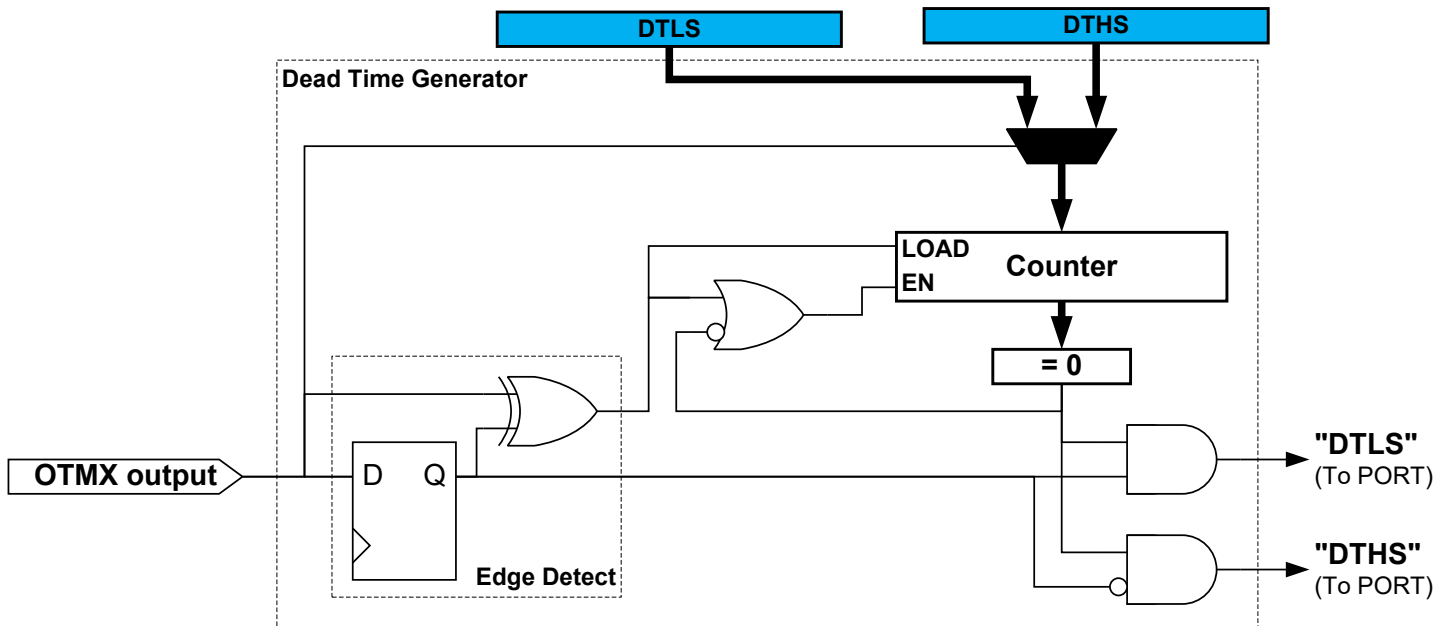 DTLS
DTHS
Dead Time Generator
LOAD
Counter
EN
= 0
OTMX output
D
Q
Edge Detect
"DTLS"
(To PORT)
"DTHS"
(To PORT)